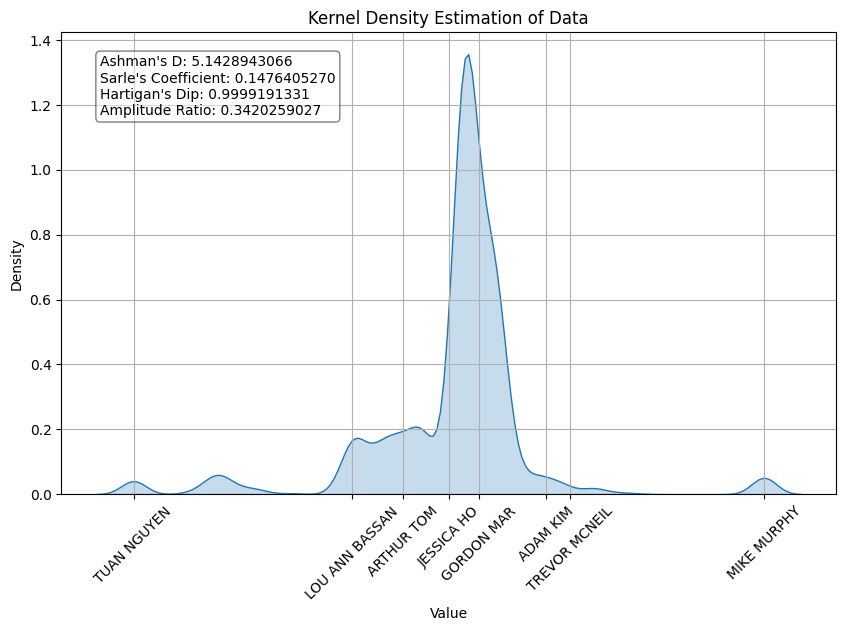 Kernel Density Estimation of Data
Ashman's D: 5.1428943066
Sarle's Coefficient: 0.1476405270
Hartigan's Dip: 0.9999191331
Amplitude Ratio: 0.3420259027
Density
1.4
1.2
1.0
0.8
0.6
0.4
0.2
0.0
TUAN NGUYEN
LOU ANN BASSAN
ARTHUR TOM
JESSICA HO
GORDON MAR
ADAM KIM
TREVOR MCNEIL
MIKE MURPHY
Value